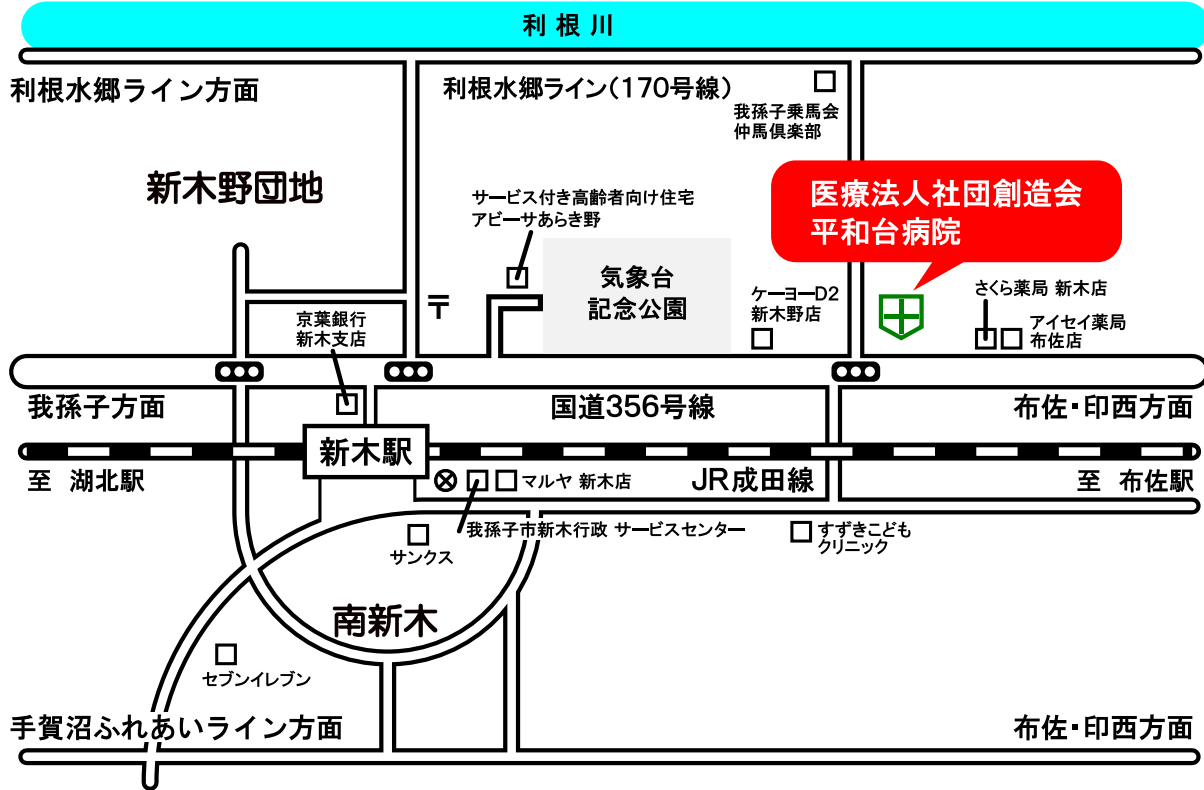 利根川
利根水郷ライン方面
利根水郷ライン(170号線)
我孫子乗馬会
仲馬倶楽部
新木野団地
サービス付き高齢者向け住宅
アビーサあらき野
医療法人社団創造会
平和台病院
気象台
記念公園
ケーヨーD2
新木野店
さくら薬局 新木店
アイセイ薬局
布佐店
〒
京葉銀行
新木支店
我孫子方面
国道356号線
布佐・印西方面
新木駅
至 湖北駅
マルヤ 新木店
JR成田線
至 布佐駅
我孫子市新木行政 サービスセンター
サンクス
すずきこども
クリニック
南新木
セブンイレブン
手賀沼ふれあいライン方面
布佐・印西方面